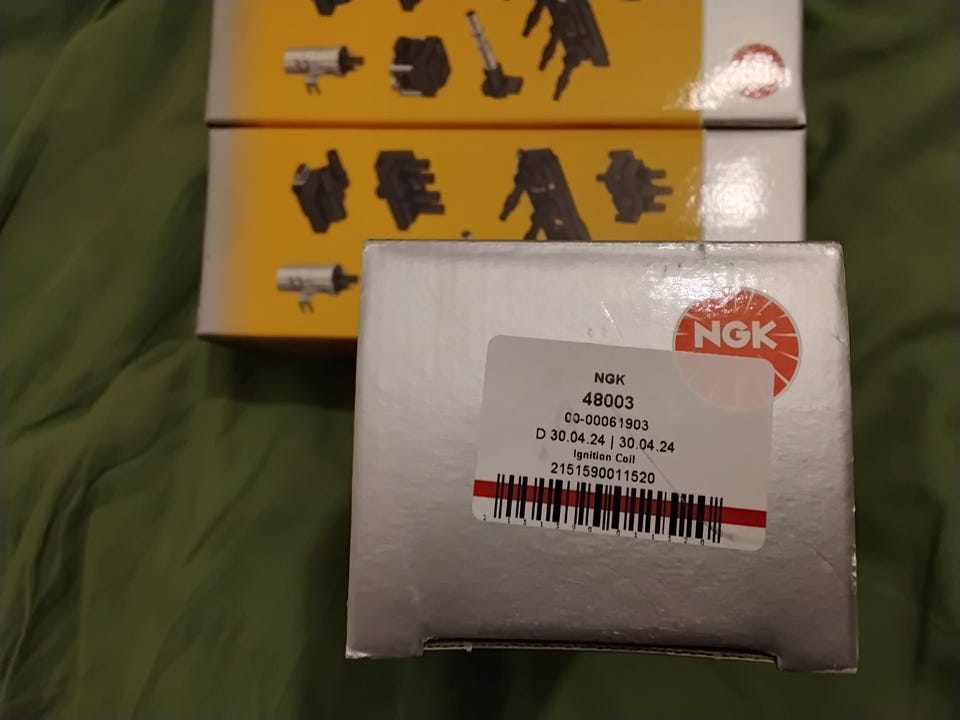 NGK
NGK
48003
00-00061903
D 30.04.24 | 30.04.24
Ignition Coil
2151590011520